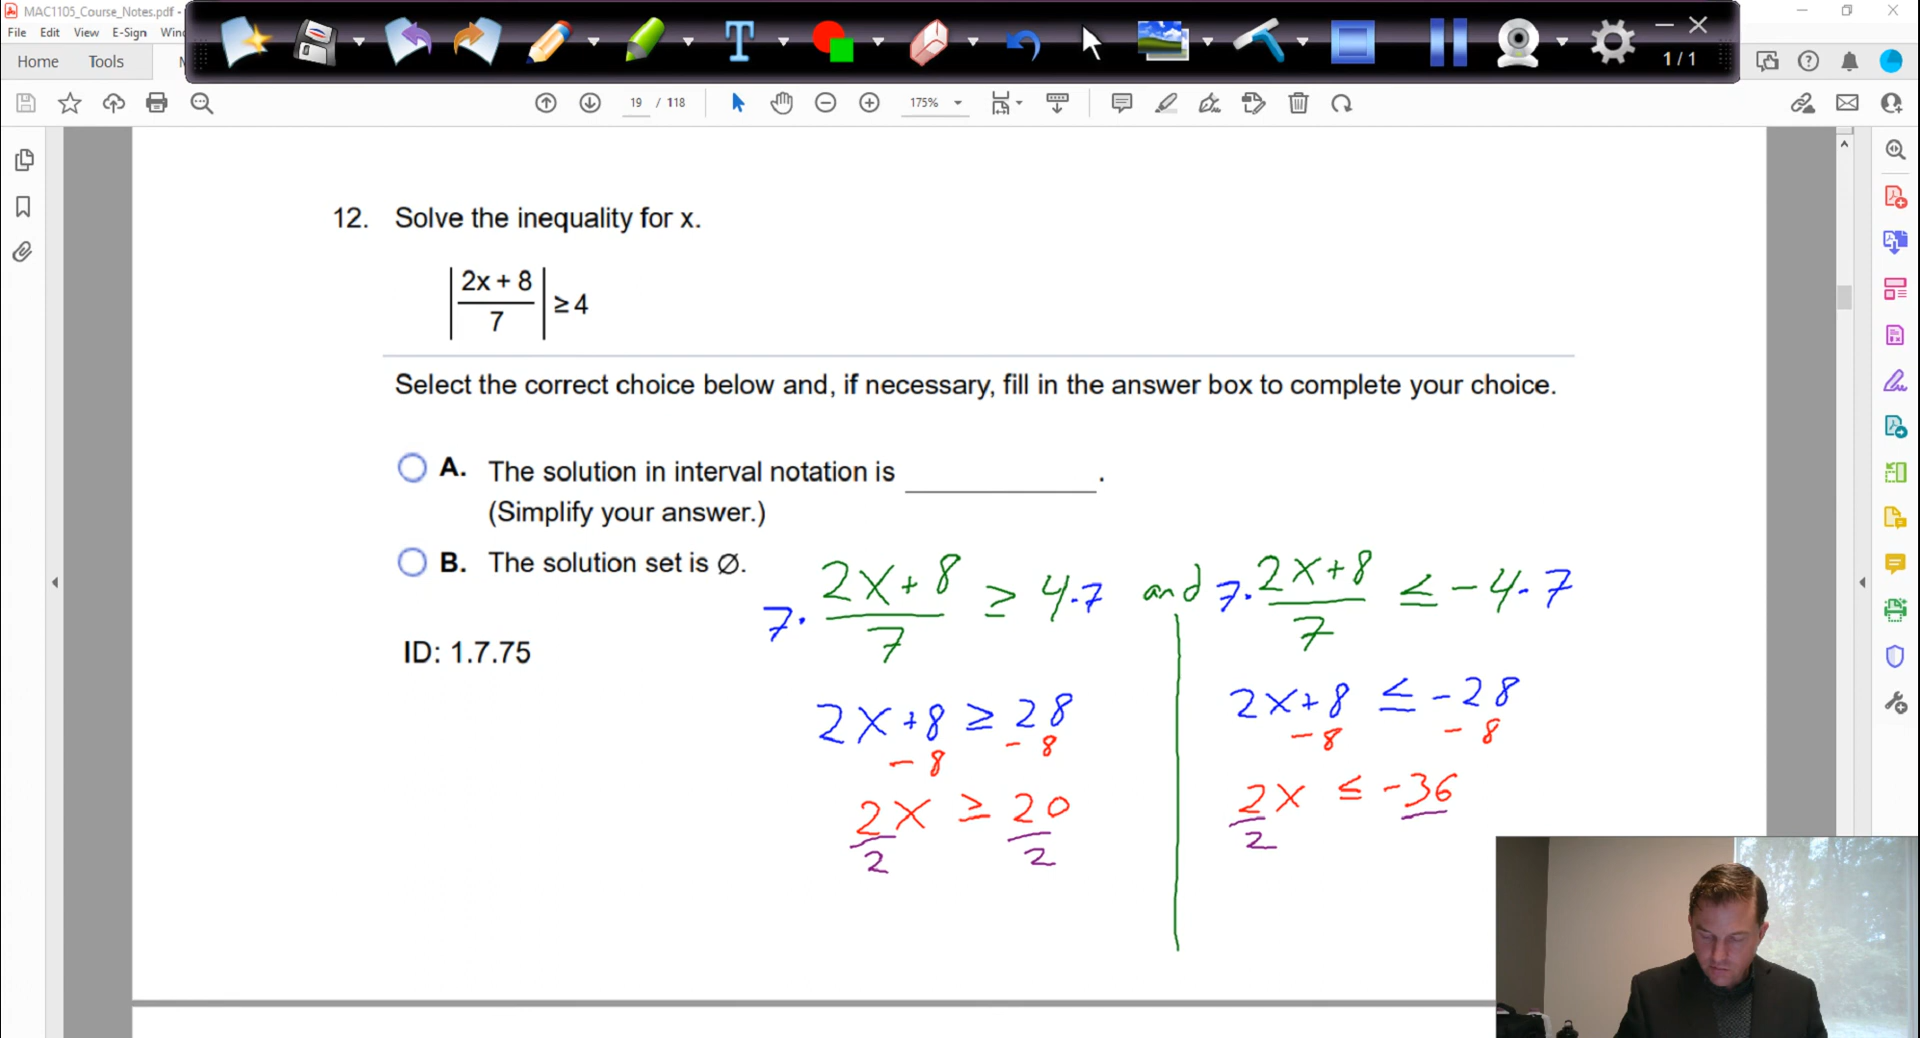 MAC1105_Course_Notes.pdf -
File Edit View E-Sign Win
1 / 1
Home Tools
19 / 118
175%
12. Solve the inequality for x.
|2x + 8
7| ≥ 4
Select the correct choice below and, if necessary, fill in the answer box to complete your choice.
A. The solution in interval notation is ____________.
(Simplify your answer.)
B. The solution set is Ø.
ID: 1.7.75
7· 2x+8 ≥ 4·7 and 7· 2x+8 ≤ -4·7
7 7
2x+8 ≥ 28 2x+8 ≤ -28
-8 -8 -8 -8
2x ≥ 20 2x ≤ -36
2 2 2